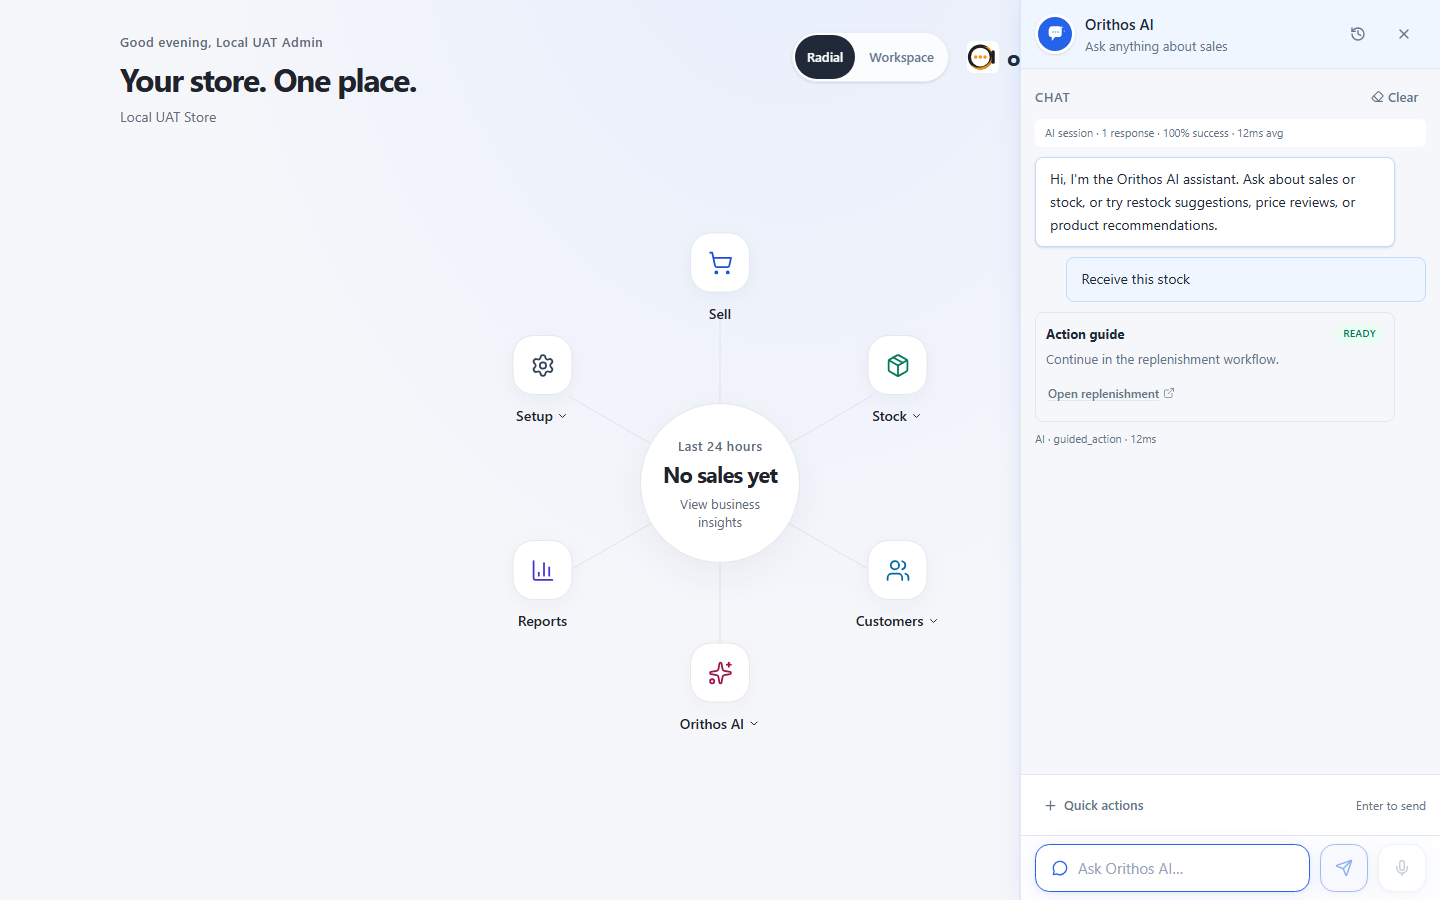 Good evening, Local UAT Admin
Your store. One place.
Local UAT Store
Radial
Workspace
Sell
Setup
Stock
Last 24 hours
No sales yet
View business
insights
Reports
Customers
Orithos AI
Orithos AI
Ask anything about sales
CHAT
Clear
AI session · 1 response · 100% success · 12ms avg
Hi, I'm the Orithos AI assistant. Ask about sales or
stock, or try restock suggestions, price reviews, or
product recommendations.
Receive this stock
Action guide
READY
Continue in the replenishment workflow.
Open replenishment
AI · guided_action · 12ms
Quick actions
Enter to send
Ask Orithos AI...